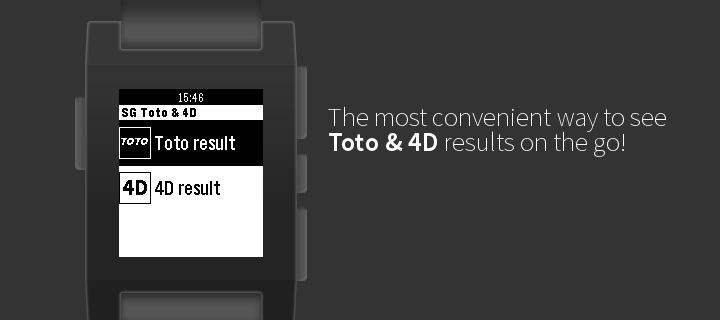 15:46
SG Toto & 4D
TOTO Toto result
4D 4D result
The most convenient way to see
Toto & 4D results on the go!